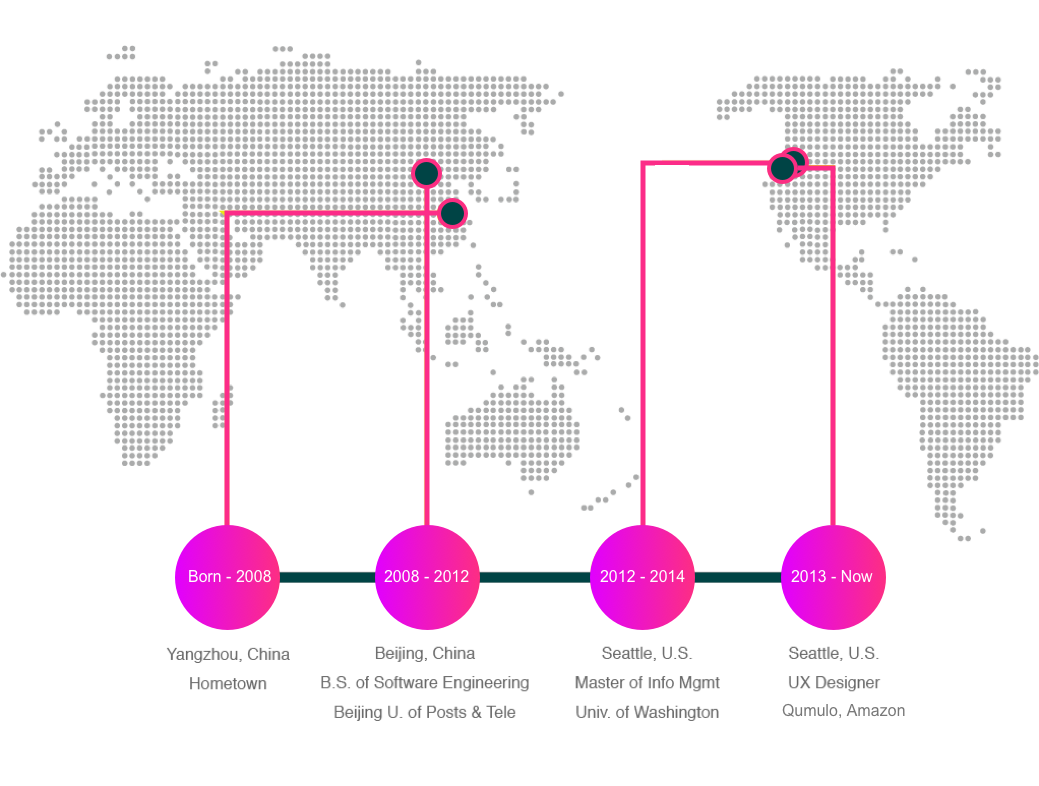 Born - 2008
2008 - 2012
2012 - 2014
2013 - Now
Yangzhou, China
Hometown
Beijing, China
B.S. of Software Engineering
Beijing U. of Posts & Tele
Seattle, U.S.
Master of Info Mgmt
Univ. of Washington
Seattle, U.S.
UX Designer
Qumulo, Amazon